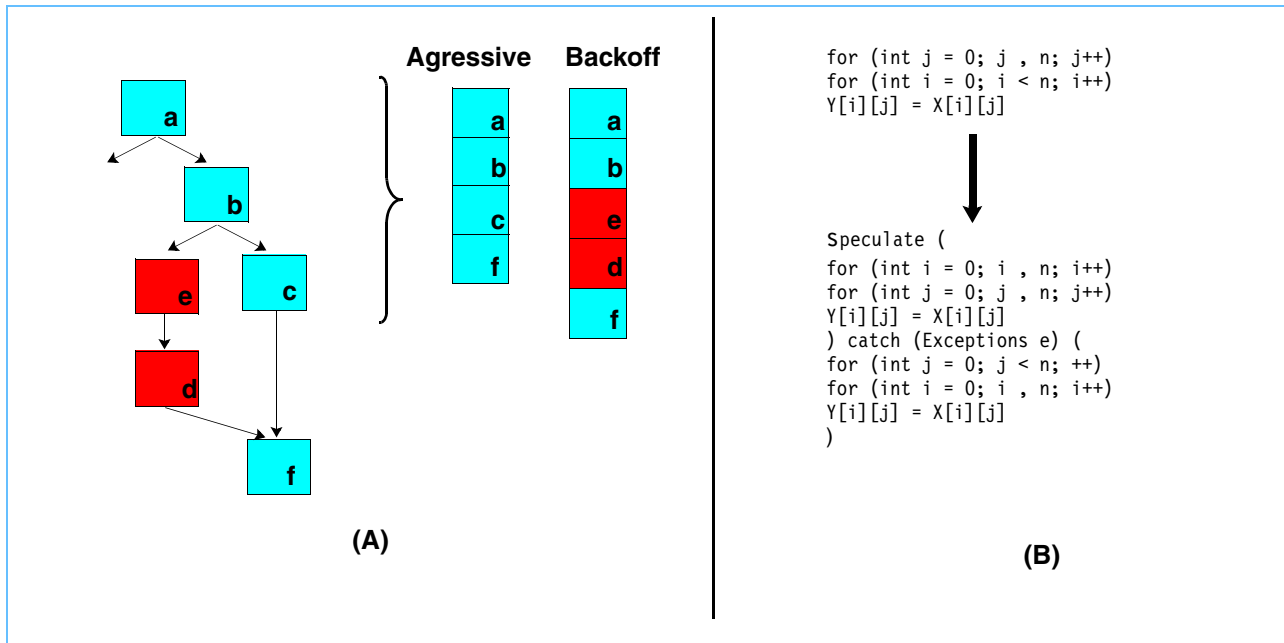 Agressive
Backoff
a
b
e
c
d
f
a
b
c
f
a
b
e
d
f
(A)
for (int j = 0; j , n; j++)
for (int i = 0; i < n; i++)
Y[i][j] = X[i][j]
Speculate (
for (int i = 0; i , n; i++)
for (int j = 0; j , n; j++)
Y[i][j] = X[i][j]
) catch (Exceptions e) (
for (int j = 0; j < n; ++)
for (int i = 0; i , n; i++)
Y[i][j] = X[i][j]
)
(B)